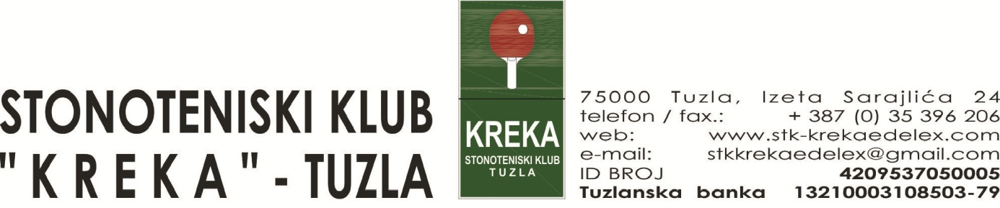 STONOTENISKI KLUB
"KREKA" - TUZLA
KREKA
STONOTENISKI KLUB
TUZLA
75000 Tuzla, Izeta Sarajlića 24
telefon / fax.: + 387 (0) 35 396 206
web: www.stk-krekaedelex.com
e-mail: stkkrekaedelex@gmail.com
ID BROJ 4209537050005
Tuzlanska banka 13210003108503-79